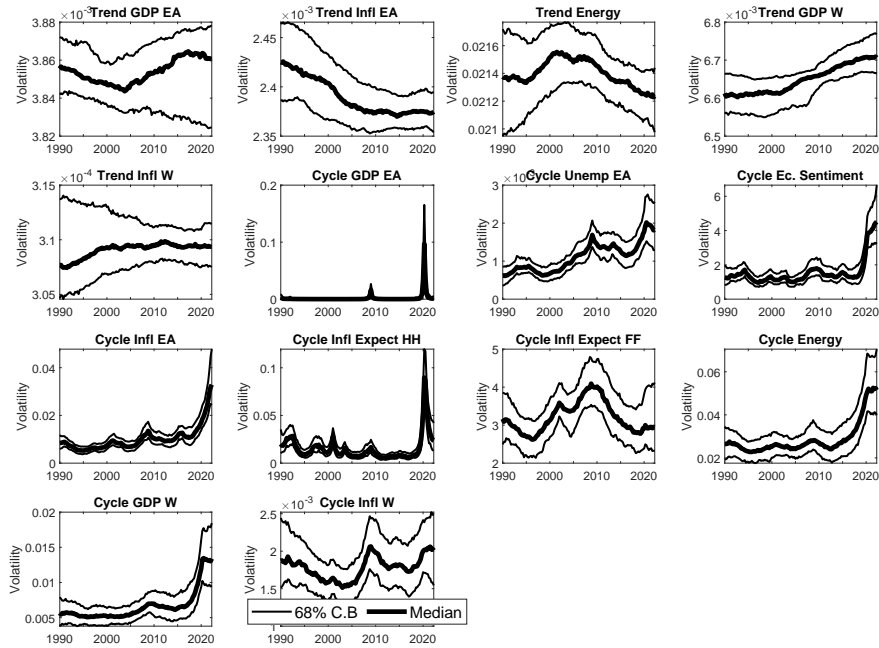 ×10⁻³ Trend GDP EA
3.88
3.86
3.84
3.82
Volatility
1990 2000 2010 2020
×10⁻³ Trend Infl EA
2.45
2.4
2.35
Volatility
1990 2000 2010 2020
Trend Energy
0.0216
0.0214
0.0212
0.021
Volatility
1990 2000 2010 2020
×10⁻³ Trend GDP W
6.8
6.7
6.6
6.5
Volatility
1990 2000 2010 2020
×10⁻⁴ Trend Infl W
3.15
3.1
3.05
Volatility
1990 2000 2010 2020
Cycle GDP EA
0.2
0.1
0
Volatility
1990 2000 2010 2020
Cycle Unemp EA
3
2
1
0
Volatility
1990 2000 2010 2020
Cycle Ec. Sentiment
6
4
2
0
Volatility
1990 2000 2010 2020
Cycle Infl EA
0.04
0.02
0
Volatility
1990 2000 2010 2020
Cycle Infl Expect HH
0.1
0.05
0
Volatility
1990 2000 2010 2020
Cycle Infl Expect FF
5
4
3
2
Volatility
1990 2000 2010 2020
Cycle Energy
0.06
0.04
0.02
Volatility
1990 2000 2010 2020
Cycle GDP W
0.02
0.015
0.01
0.005
Volatility
1990 2000 2010 2020
×10⁻³ Cycle Infl W
2.5
2
1.5
Volatility
1990 2000 2010 2020
68% C.B Median